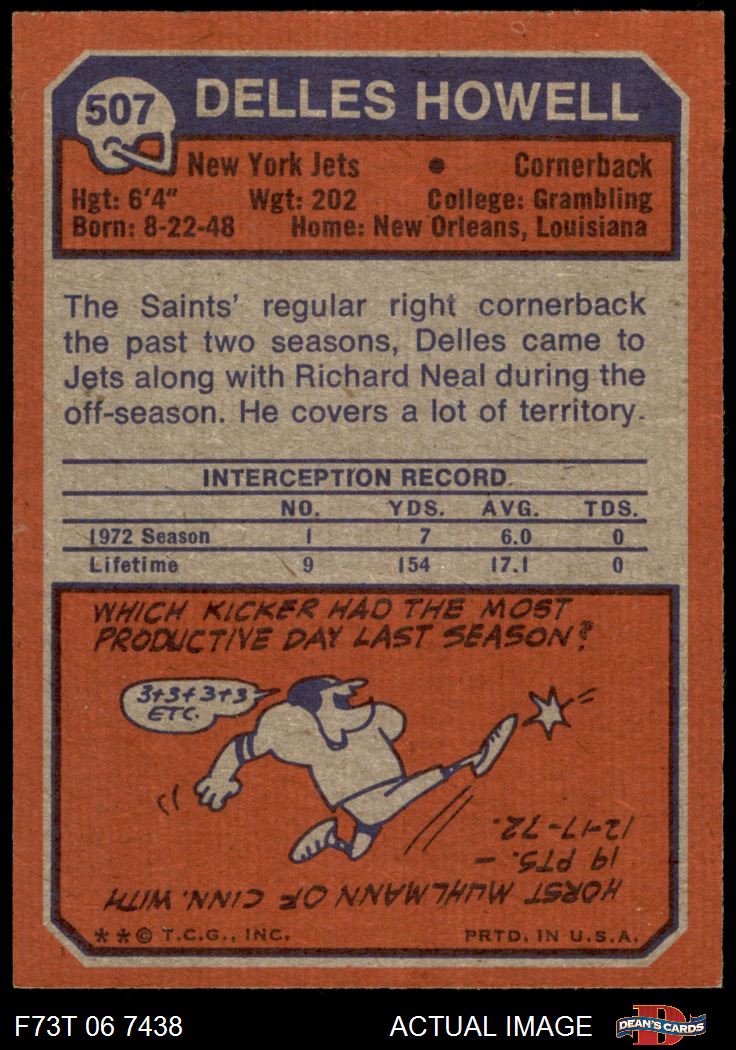 507
DELLES HOWELL
New York Jets • Cornerback
Hgt: 6'4" Wgt: 202 College: Grambling
Born: 8-22-48 Home: New Orleans, Louisiana
The Saints' regular right cornerback
the past two seasons, Delles came to
Jets along with Richard Neal during the
off-season. He covers a lot of territory.
INTERCEPTION RECORD.
NO. YDS. AVG. TDS.
1972 Season 1 7 6.0 0
Lifetime 9 154 17.1 0
WHICH KICKER HAD THE MOST
PRODUCTIVE DAY LAST SEASON?
3+3+3+3
ETC.
HORST MUHLMANN OF CINN. WITH
19 PTS. –
12-17-72.
**© T.C.G., INC. PRTD. IN U.S.A.
F73T 06 7438 ACTUAL IMAGE
D
DEAN'S CARDS